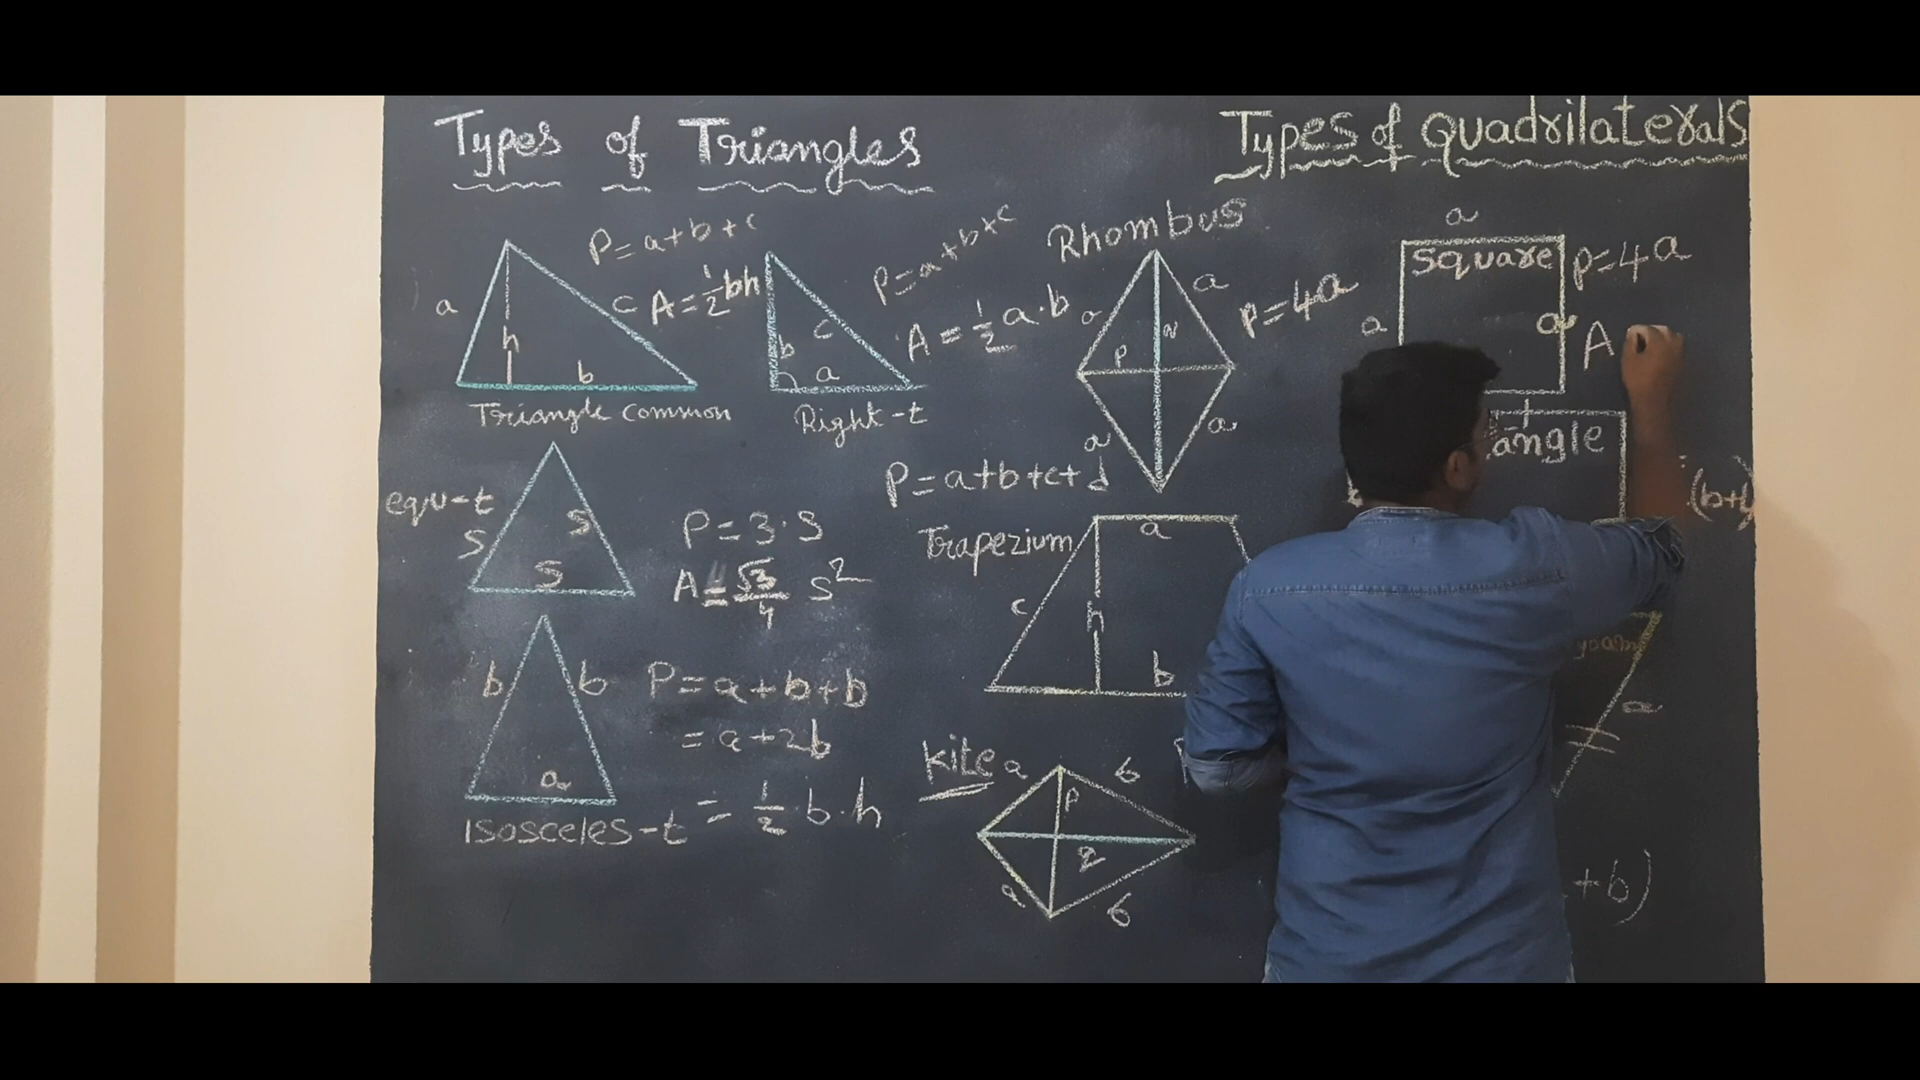 Types of Triangles
P=a+b+c
a
c
A=½bh
h
b
Triangle common
P=a+b+c
A=½a·b
c
b
a
Right-t
equ-t
S
S
S
P=3·S
A=√3/4 S²
b
b
a
P=a+b+b
=a+2b
=½·b·h
Isosceles-t
Types of Quadrilaterals
Rhombus
a
a
P
P=4a
a
a
P=a+b+c+d
Trapezium
a
c
h
b
Kite
a
b
P
a
b
a
Square
P=4a
a
a
A
angle
(b+l)
a
+b)